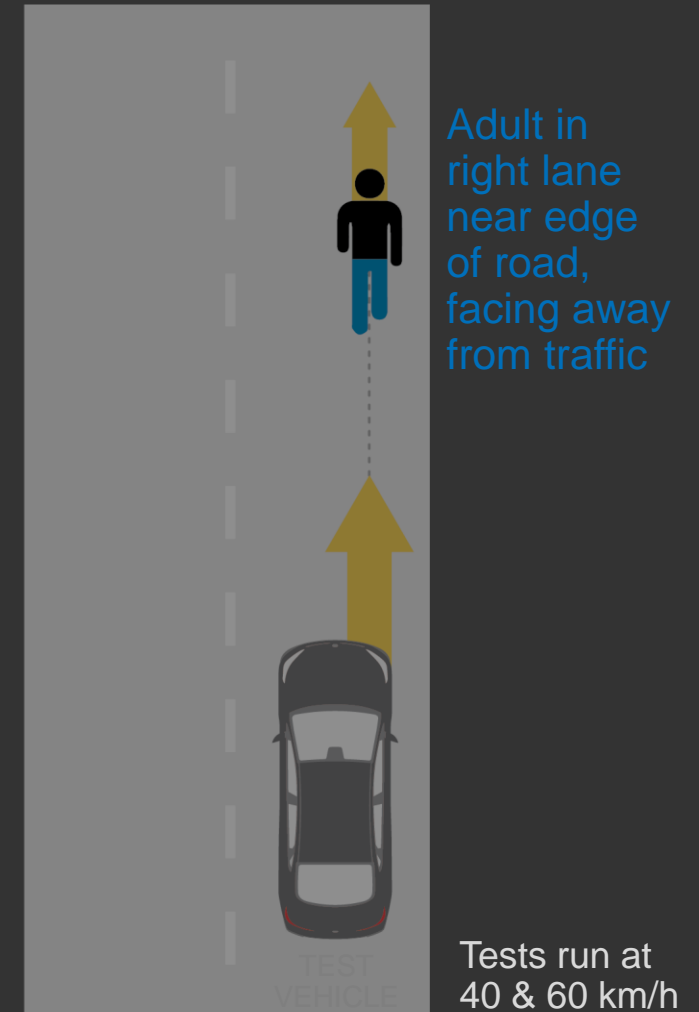 Adult in
right lane
near edge
of road,
facing away
from traffic
TEST
VEHICLE
Tests run at
40 & 60 km/h